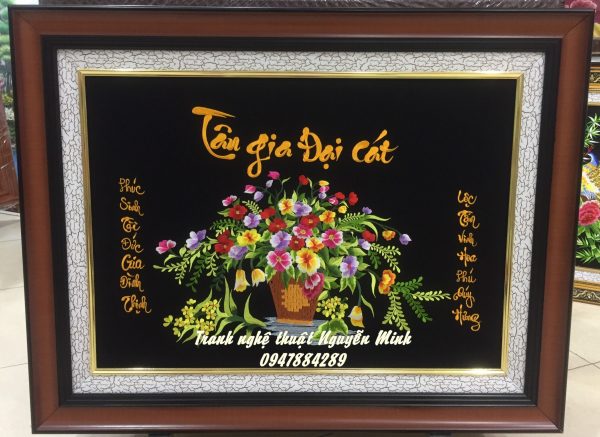 Tân gia Đại cát
Phúc
Sinh
Tài
Đức
Gia
Đình
Thịnh
Lộc
Tấn
Vinh
Hoa
Phú
Quý
Hưng
Tranh nghệ thuật Nguyễn Minh
0947884289